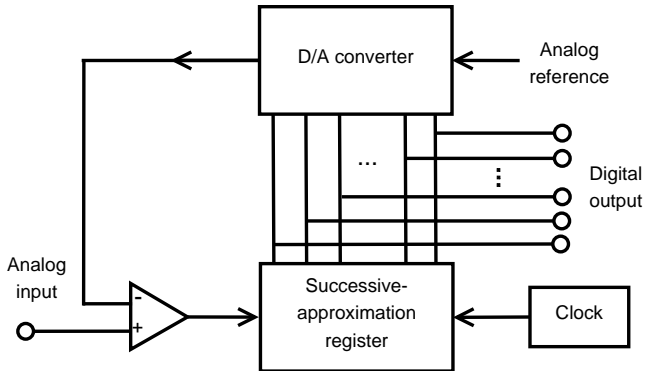 D/A converter
Analog
reference
...
...
Digital
output
Analog
input
-
+
Successive-
approximation
register
Clock